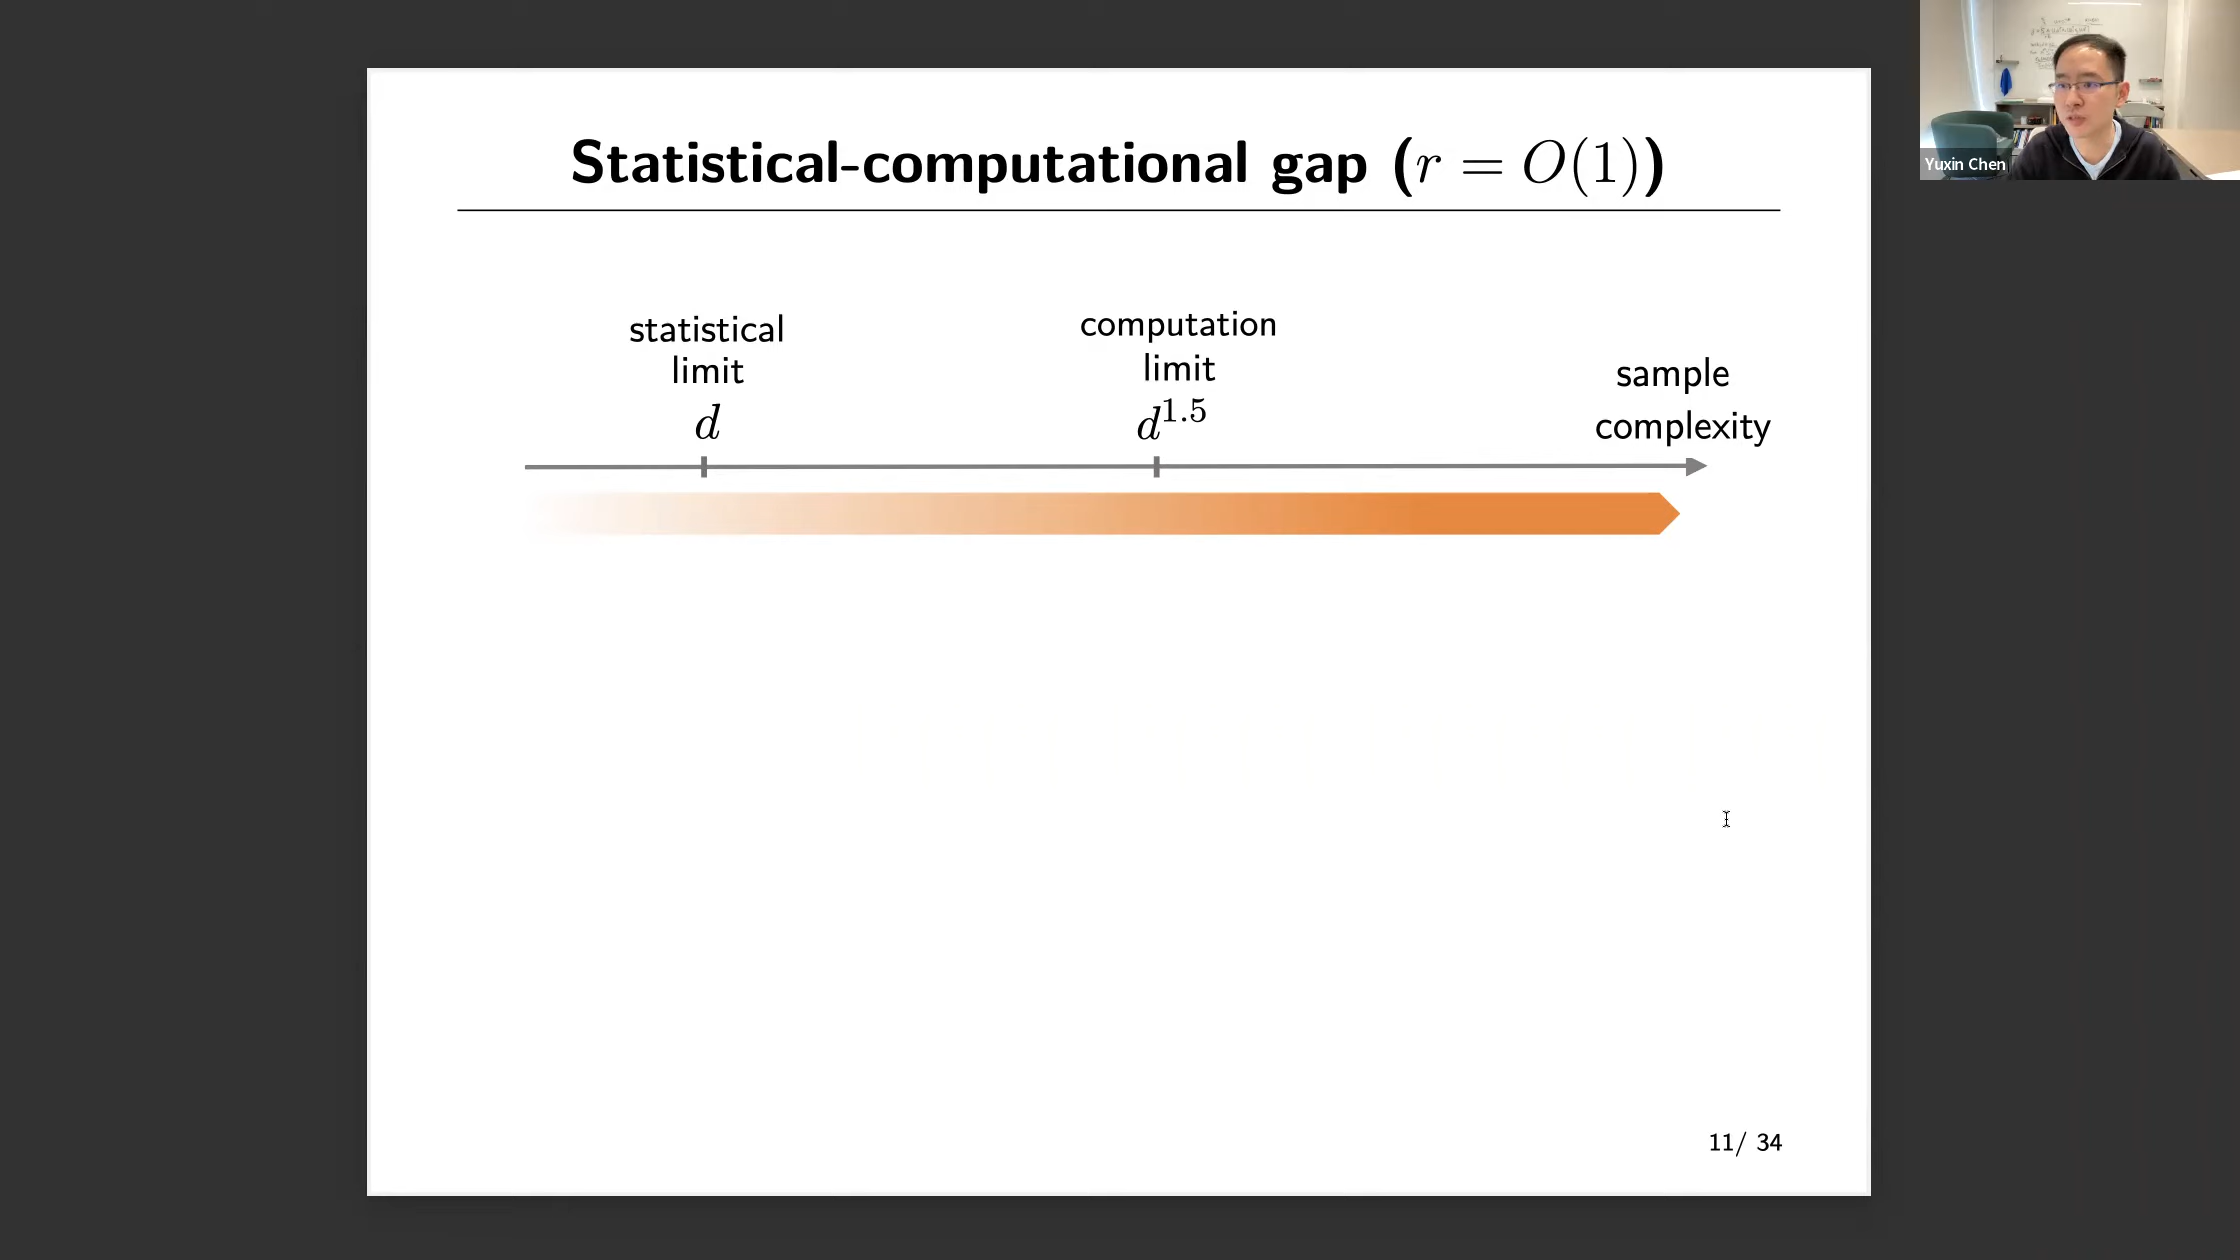 Statistical-computational gap (r = O(1))
statistical
limit
d
computation
limit
d^{1.5}
sample
complexity
11/ 34
Yuxin Chen